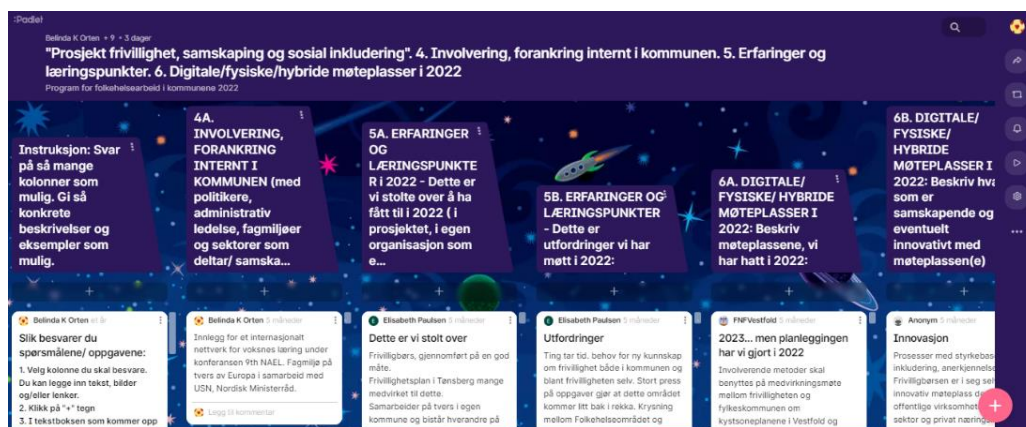 :Padlet
Belinda K Orten + 9 • 3 dager
"Prosjekt frivillighet, samskaping og sosial inkludering". 4. Involvering, forankring internt i kommunen. 5. Erfaringer og
læringspunkter. 6. Digitale/fysiske/hybride møteplasser i 2022
Program for folkehelsearbeid i kommunene 2022
Instruksjon: Svar
på så mange
kolonner som
mulig. Gi så
konkrete
beskrivelser og
eksempler som
mulig.
4A.
INVOLVERING,
FORANKRING
INTERNT I
KOMMUNEN (med
politikere,
administrativ
ledelse, fagmiljøer
og sektorer som
deltar/ samska...
5A. ERFARINGER
OG
LÆRINGSPUNKTE
R i 2022 - Dette er
vi stolte over å ha
fått til i 2022 ( i
prosjektet, i egen
organisasjon som
e...
5B. ERFARINGER OG
LÆRINGSPUNKTER
- Dette er
utfordringer vi har
møtt i 2022:
6A. DIGITALE/
FYSISKE/ HYBRIDE
MØTEPLASSER I
2022: Beskriv
møteplassene, vi
har hatt i 2022:
6B. DIGITALE/
FYSISKE/
HYBRIDE
MØTEPLASSER I
2022: Beskriv hva
som er
samskapende og
eventuelt
innovativt med
møteplassen(e)
Belinda K Orten et år
Slik besvarer du
spørsmålene/ oppgavene:
1. Velg kolonne du skal besvare.
Du kan legge inn tekst, bilder
og/eller lenker.
2. Klikk på "+" tegn
3. I tekstboksen som kommer opp
Belinda K Orten 5 måneder
Innlegg for et internasjonalt
nettverk for voksnes læring under
konferansen 9th NAEL. Fagmiljø på
tvers av Europa i samarbeid med
USN, Nordisk Ministerråd.
Legg til kommentar
Elisabeth Paulsen 5 måneder
Dette er vi stolt over
Frivilligbørs, gjennomført på en god
måte.
Frivillighetsplan i Tønsberg mange
medvirket til dette.
Samarbeider på tvers i egen
kommune og bistår hverandre på
Elisabeth Paulsen 5 måneder
Utfordringer
Ting tar tid. behov for ny kunnskap
om frivillighet både i kommunen og
blant frivilligheten selv. Stort press
på oppgaver gjør at dette området
kommer litt bak i rekka. Krysning
mellom Folkehelseområdet og
FNFVestfold 5 måneder
2023... men planleggingen
har vi gjort i 2022
Involverende metoder skal
benyttes på medvirkningsmøte
mellom frivilligheten og
fylkeskommunen om
kystsoneplanene i Vestfold og
Anonym 5 måneder
Innovasjon
Prosesser med styrkebas
inkludering, anerkjennels
Frivilligbørsen er i seg sel
innovativ møteplass d
offentlige virksomhet
sektor og privat næring